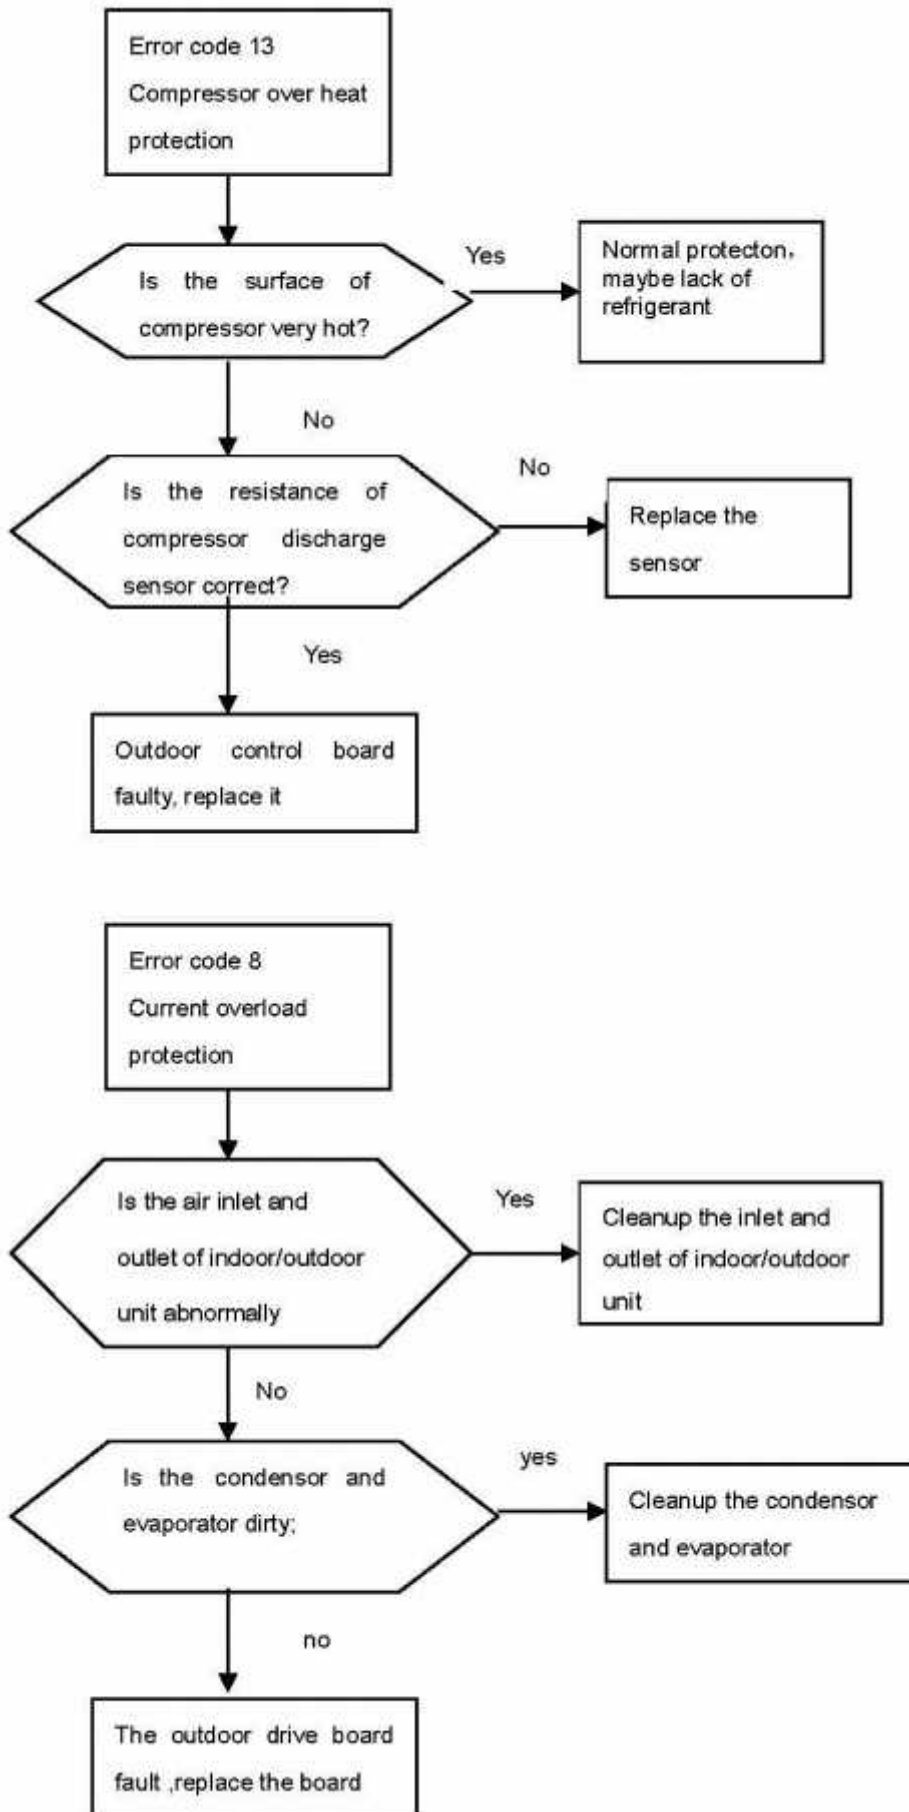 Error code 13
Compressor over heat
protection
Is the surface of
compressor very hot?
Yes
Normal protecton,
maybe lack of
refrigerant
No
Is the resistance of
compressor discharge
sensor correct?
No
Replace the
sensor
Yes
Outdoor control board
faulty, replace it
Error code 8
Current overload
protection
Is the air inlet and
outlet of indoor/outdoor
unit abnormally
Yes
Cleanup the inlet and
outlet of indoor/outdoor
unit
No
Is the condensor and
evaporator dirty;
yes
Cleanup the condensor
and evaporator
no
The outdoor drive board
fault ,replace the board